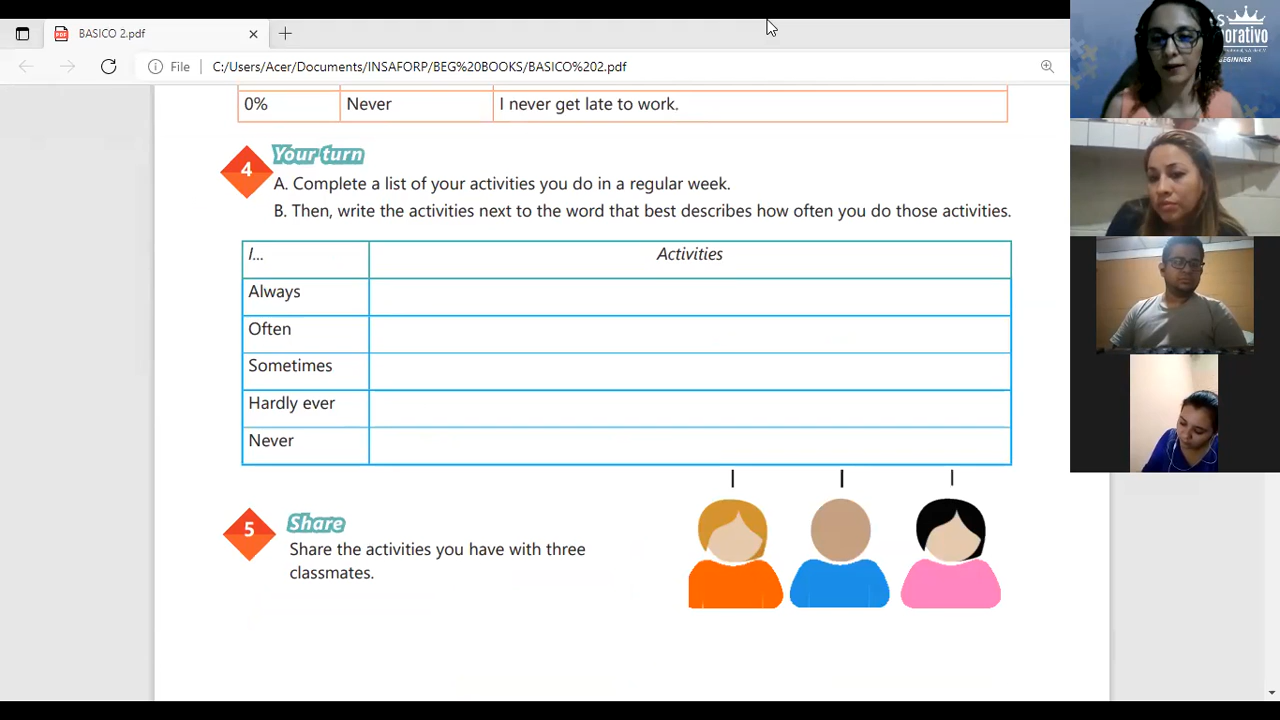 BASICO 2.pdf
File
C:/Users/Acer/Documents/INSAFORP/BEG%20BOOKS/BASICO%202.pdf
0% Never I never get late to work.
4 Your turn
A. Complete a list of your activities you do in a regular week.
B. Then, write the activities next to the word that best describes how often you do those activities.
I... Activities
Always
Often
Sometimes
Hardly ever
Never
5 Share
Share the activities you have with three
classmates.
BEGINNER